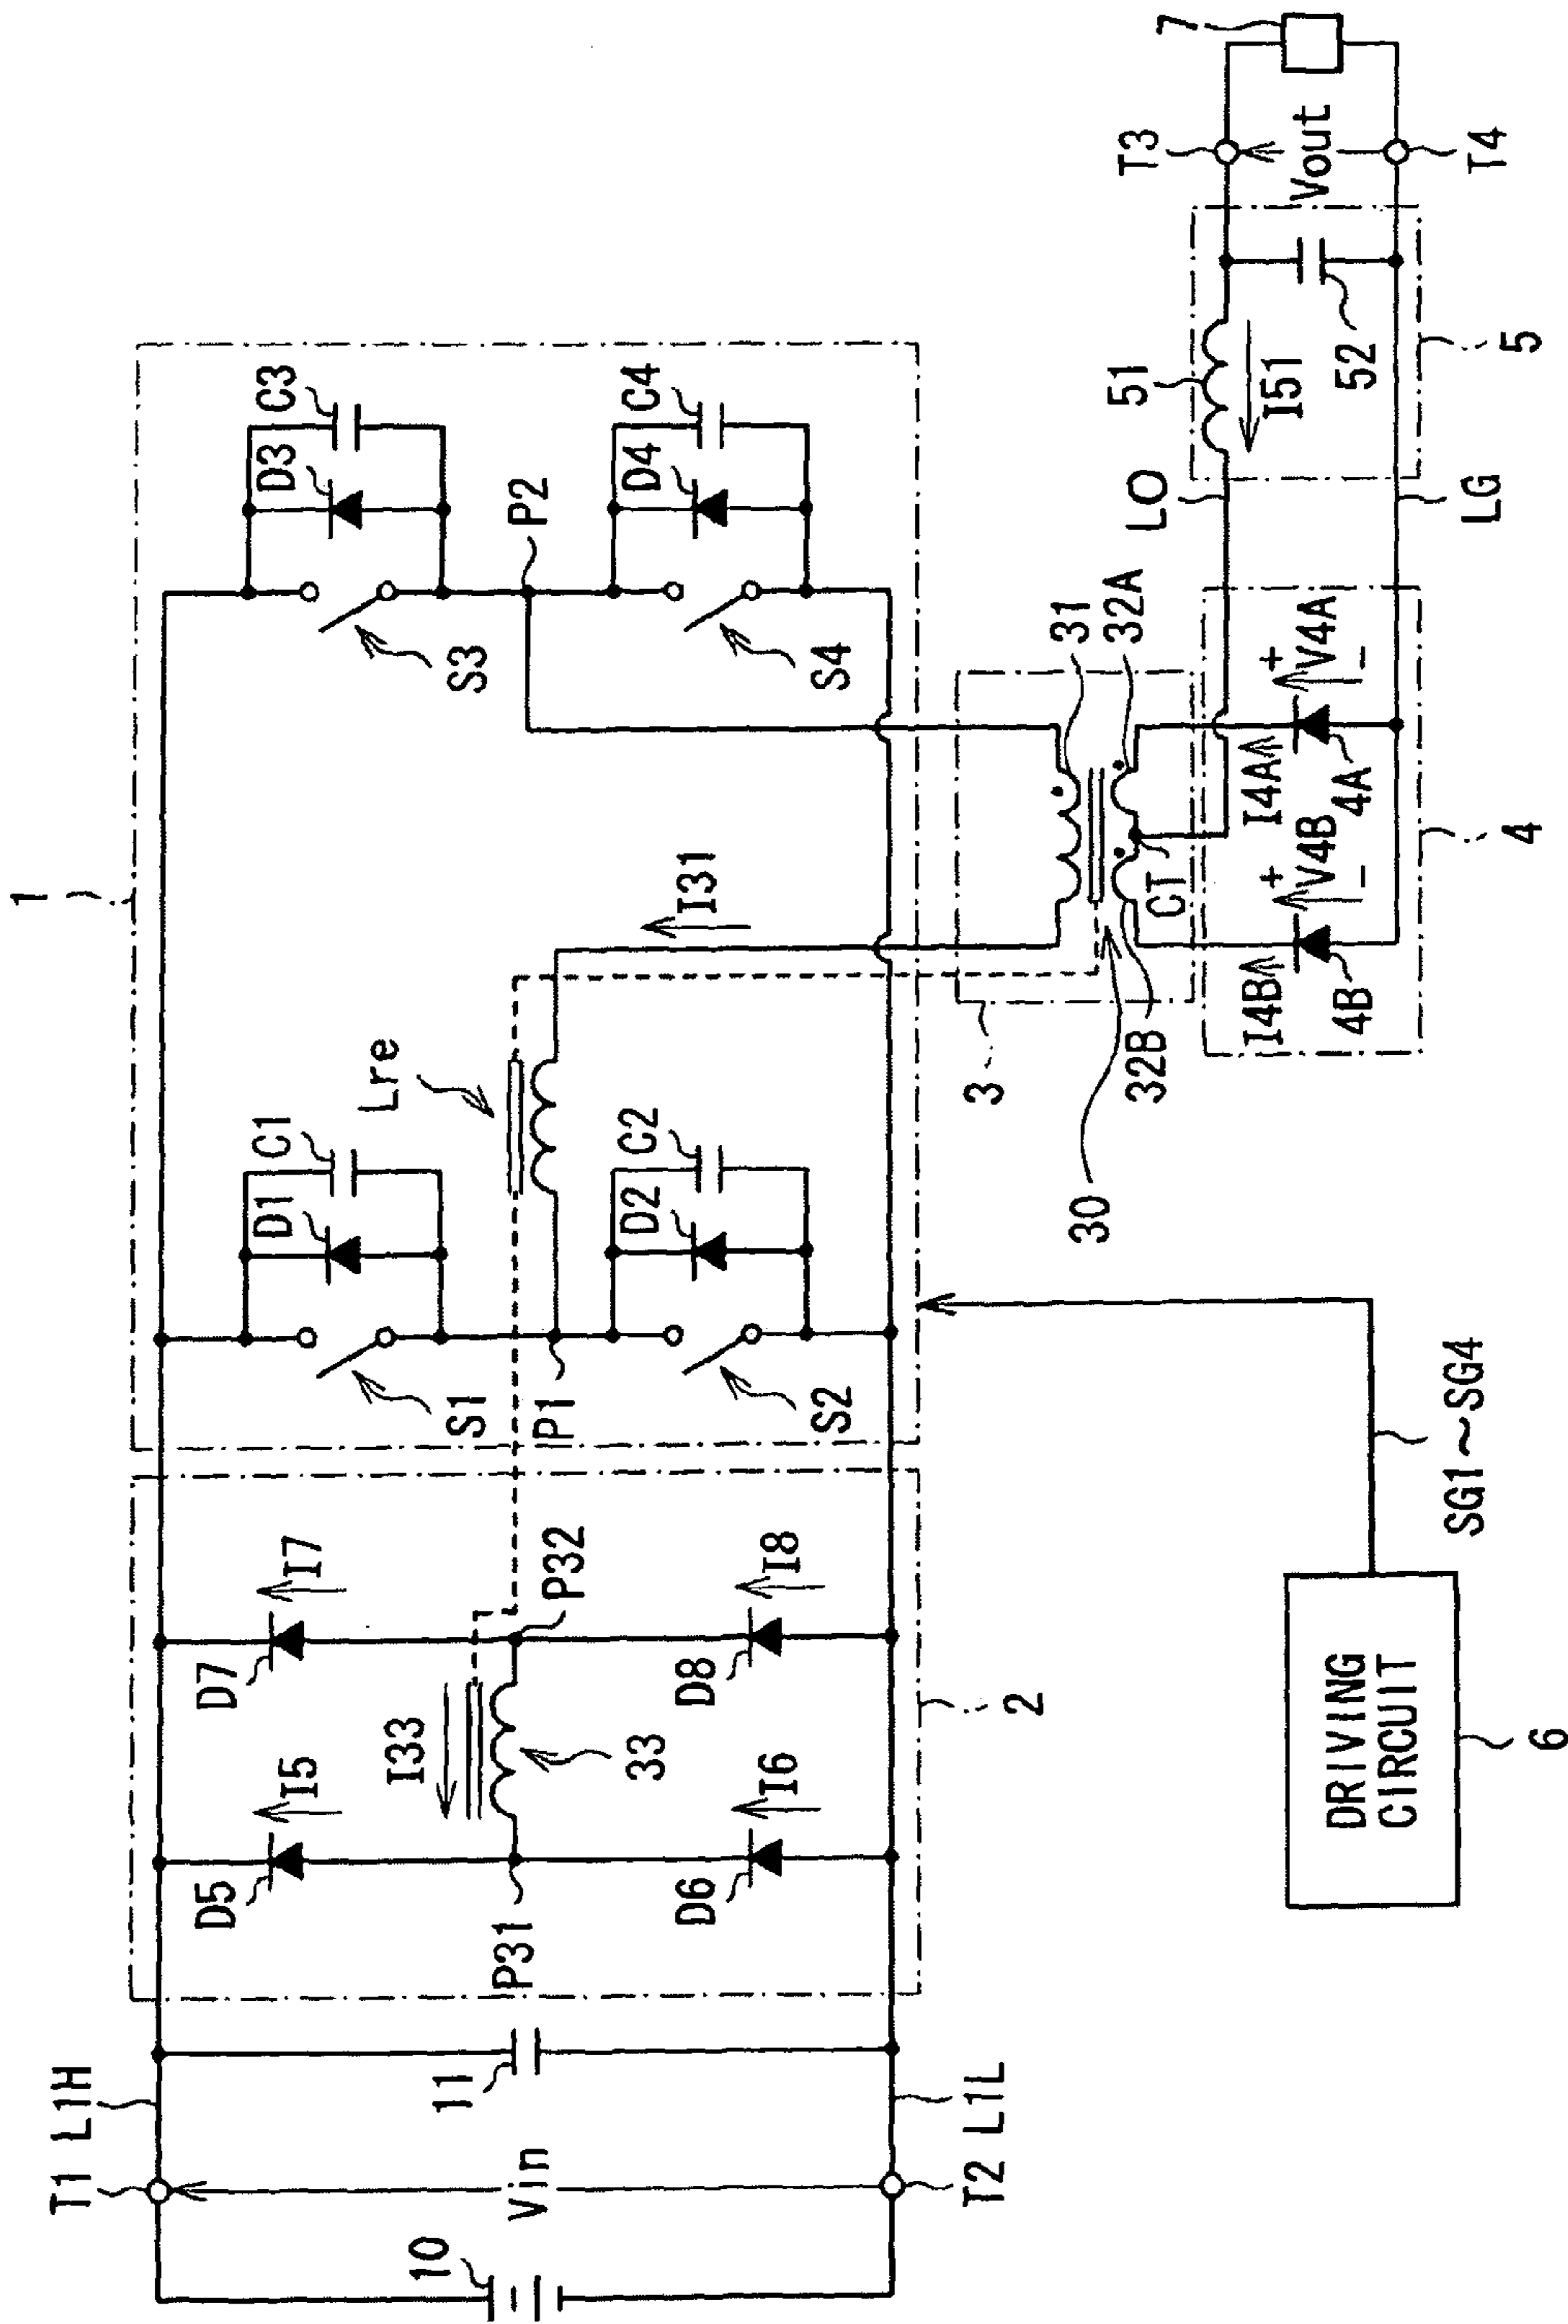 1
T1 L1H
10
Vin
11
T2 L1L
D5
I5
D7
I7
I33
33
P31
P32
D6
I6
D8
I8
2
S1
D1
C1
P1
Lre
S2
D2
C2
I31
S3
D3
C3
P2
S4
D4
C4
3
30
31
32A
32B
CT
I4B
V4B
+
-
4B
I4A
V4A
+
-
4A
4
LO
LG
51
I51
52
5
T3
Vout
T4
7
DRIVING
CIRCUIT
6
SG1~SG4